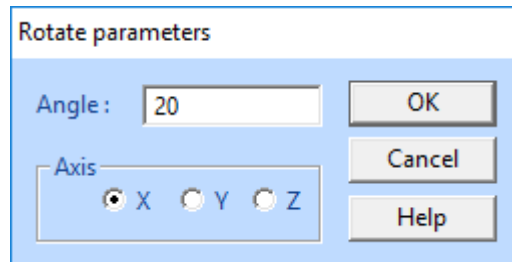 Rotate parameters
Angle : 20
OK
Axis
X Y Z
Cancel
Help